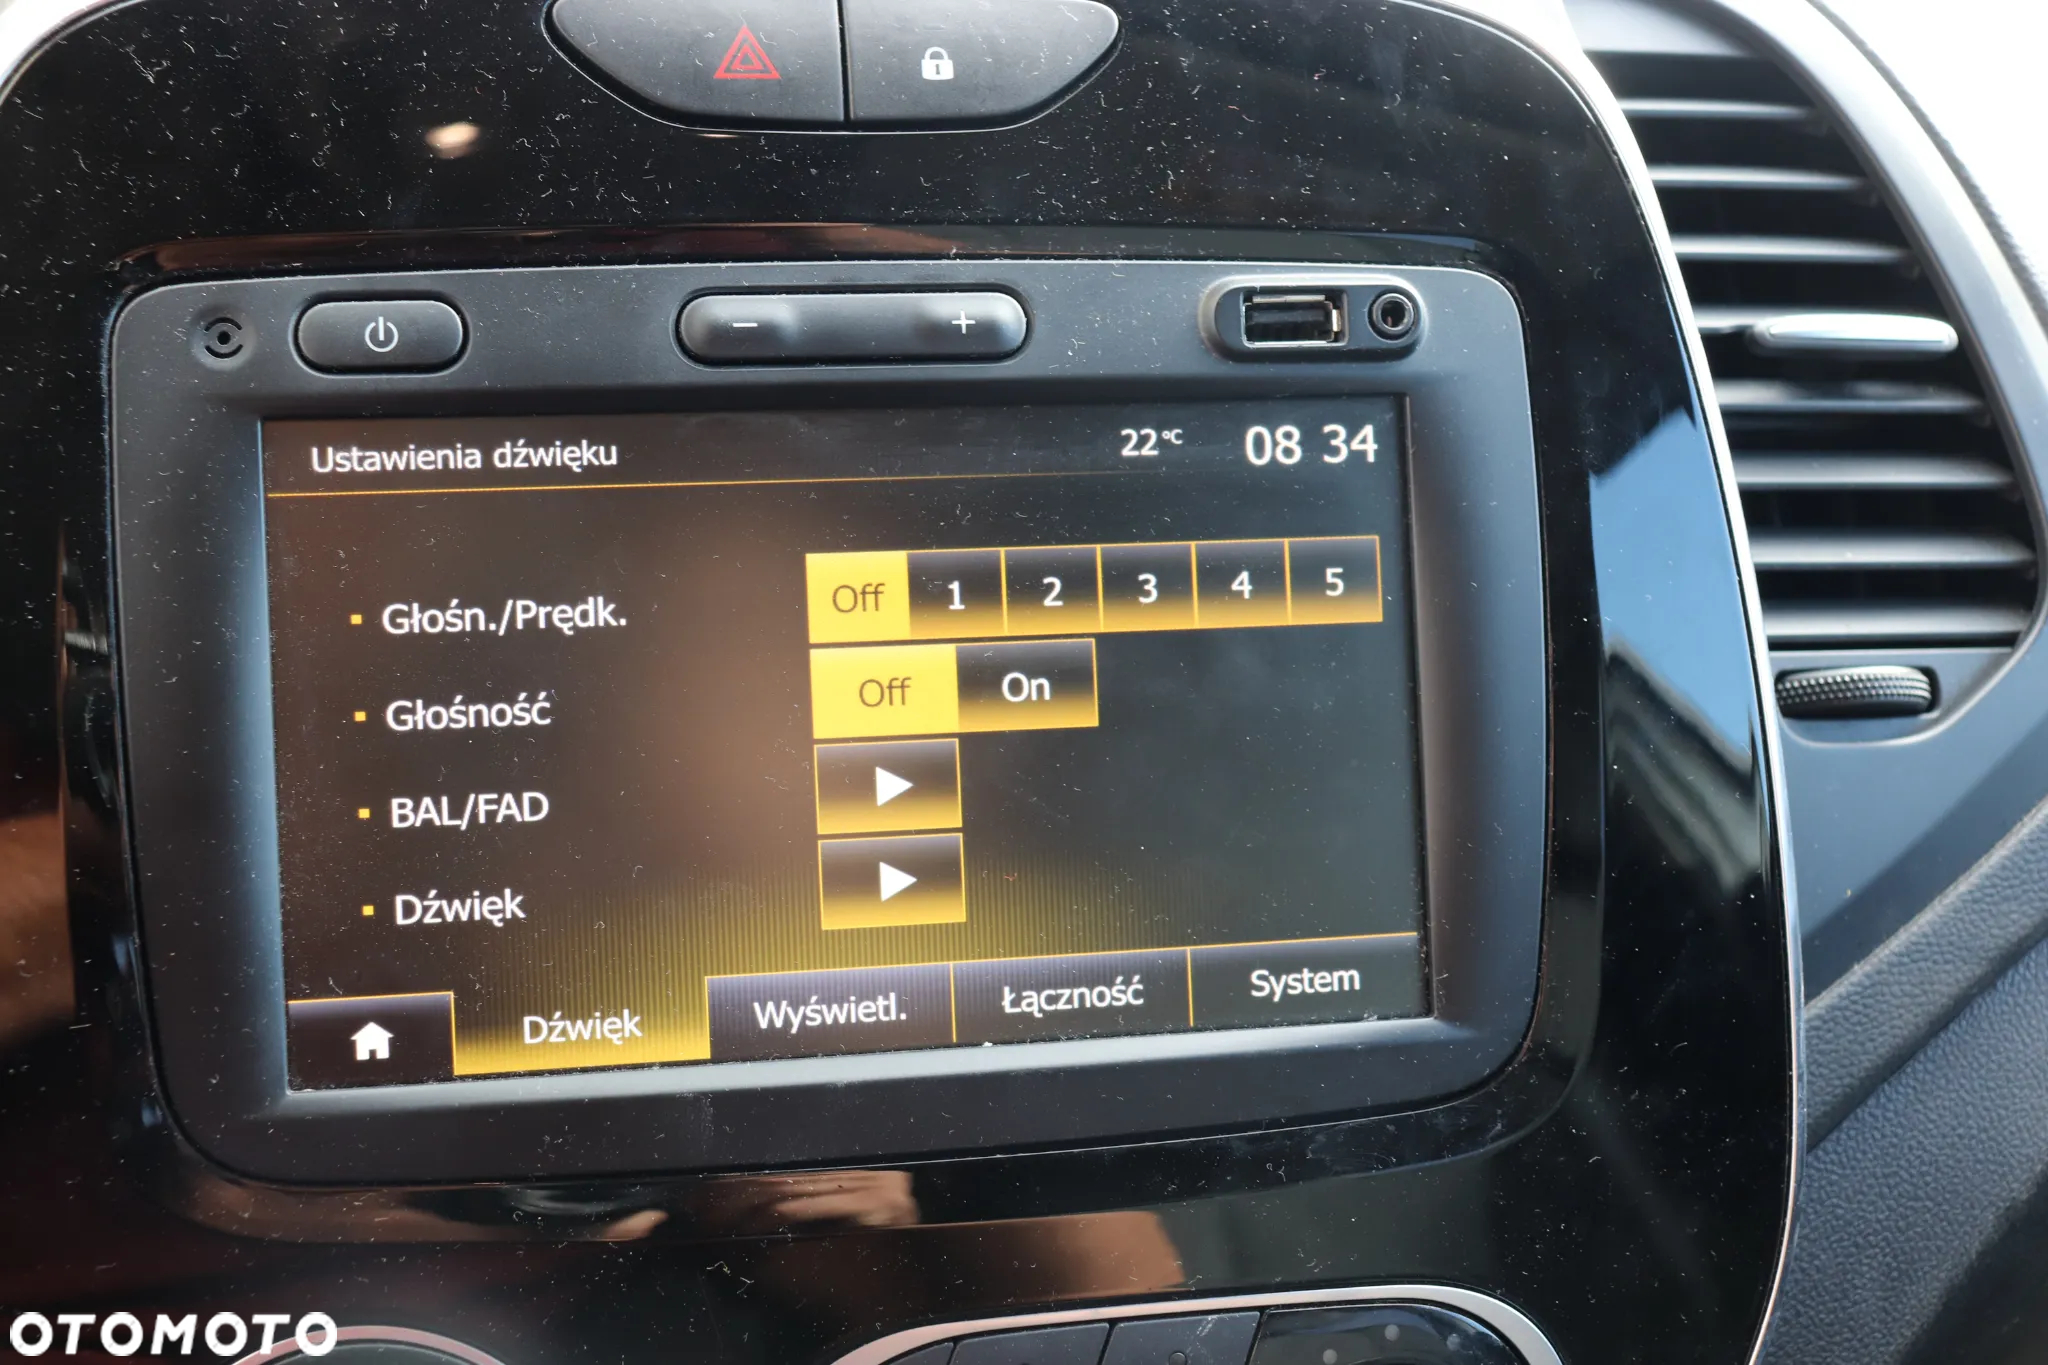 Ustawienia dźwięku 22°C 08 34
Głośn./Prędk. Off 1 2 3 4 5
Głośność Off On
BAL/FAD
Dźwięk
Dźwięk Wyświetl. Łączność System
OTOMOTO